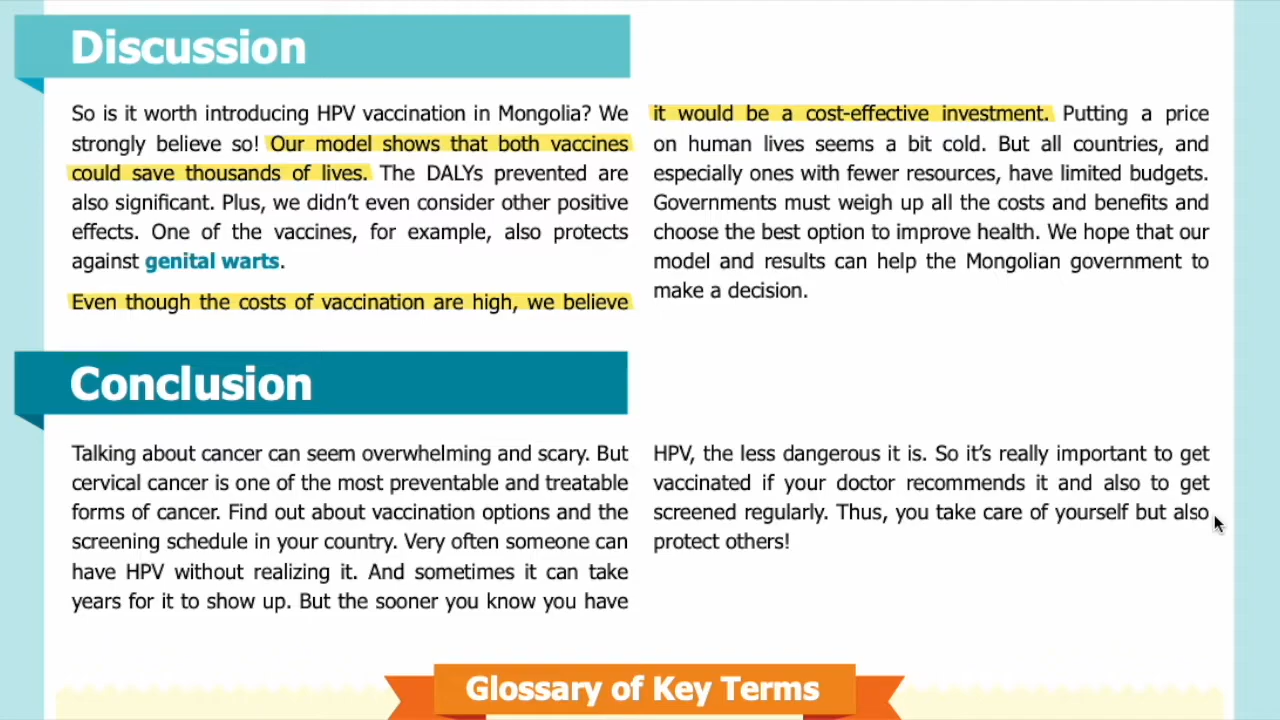 Discussion
So is it worth introducing HPV vaccination in Mongolia? We
strongly believe so! Our model shows that both vaccines
could save thousands of lives. The DALYs prevented are
also significant. Plus, we didn’t even consider other positive
effects. One of the vaccines, for example, also protects
against genital warts.
Even though the costs of vaccination are high, we believe
it would be a cost-effective investment. Putting a price
on human lives seems a bit cold. But all countries, and
especially ones with fewer resources, have limited budgets.
Governments must weigh up all the costs and benefits and
choose the best option to improve health. We hope that our
model and results can help the Mongolian government to
make a decision.
Conclusion
Talking about cancer can seem overwhelming and scary. But
cervical cancer is one of the most preventable and treatable
forms of cancer. Find out about vaccination options and the
screening schedule in your country. Very often someone can
have HPV without realizing it. And sometimes it can take
years for it to show up. But the sooner you know you have
HPV, the less dangerous it is. So it’s really important to get
vaccinated if your doctor recommends it and also to get
screened regularly. Thus, you take care of yourself but also
protect others!
Glossary of Key Terms